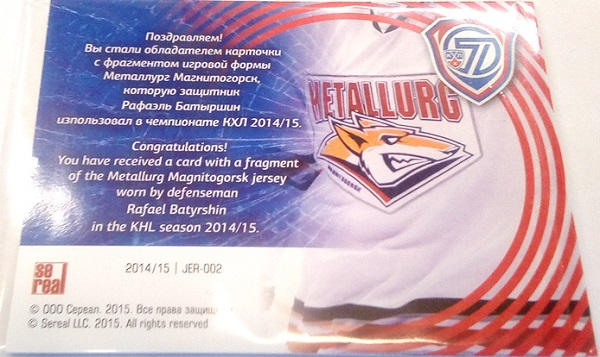 Поздравляем!
Вы стали обладателем карточки
с фрагментом игровой формы
Металлург Магнитогорск,
которую защитник
Рафаэль Батыршин
изпользовал в чемпионате КХЛ 2014/15.
Congratulations!
You have received a card with a fragment
of the Metallurg Magnitogorsk jersey
worn by defenseman
Rafael Batyrshin
in the KHL season 2014/15.
METALLURG
se
real
2014/15 | JER-002
© ООО Сереал. 2015. Все права защищ
© Sereal LLC. 2015. All rights reserved